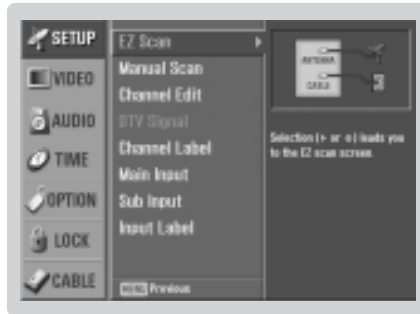 SETUP
VIDEO
AUDIO
TIME
OPTION
LOCK
CABLE
EZ Scan
Manual Scan
Channel Edit
DTV Signal
Channel Label
Main Input
Sub Input
Input Label
MENU Previous
ANTENNA
CABLE
Selection (▶ or ⊙) leads you
to the EZ scan screen.